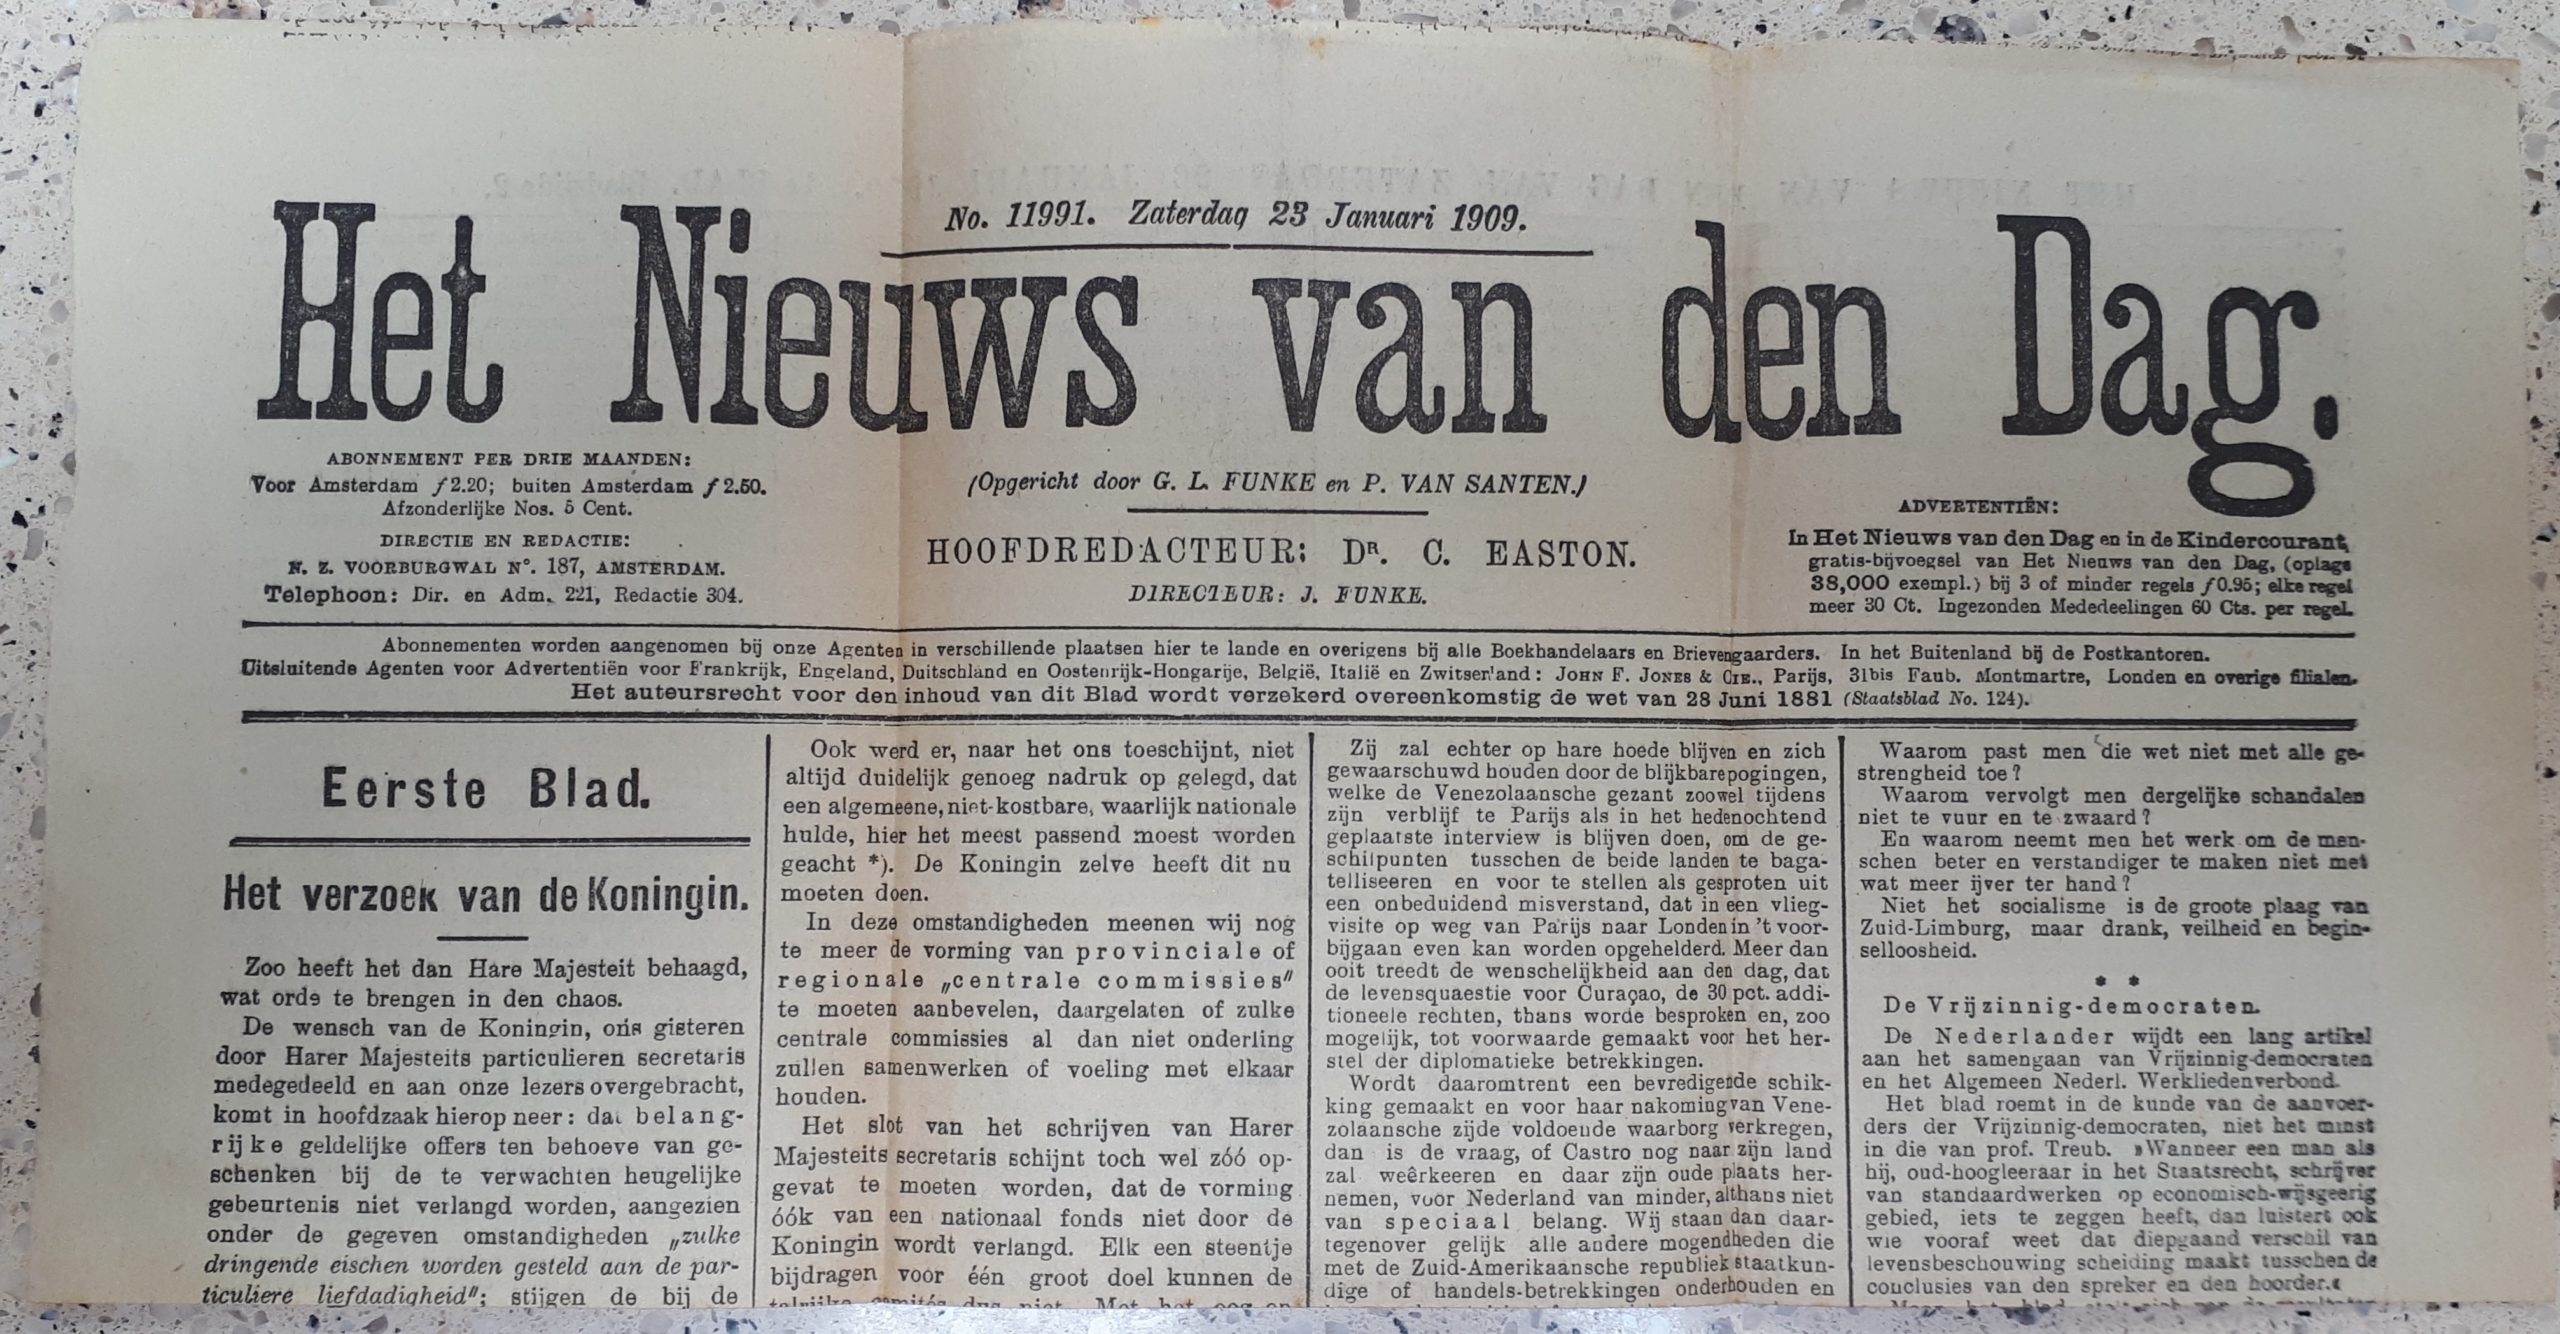 No. 11991. Zaterdag 23 Januari 1909.
Het Nieuws van den Dag.
ABONNEMENT PER DRIE MAANDEN:
Voor Amsterdam f 2.20; buiten Amsterdam f 2.50.
Afzonderlijke Nos. 5 Cent.
DIRECTIE EN REDACTIE:
N. Z. VOORBURGWAL N°. 187, AMSTERDAM.
Telephoon: Dir. en Adm. 221, Redactie 304.
(Opgericht door G. L. FUNKE en P. VAN SANTEN.)
HOOFDREDACTEUR: DR. C. EASTON.
DIRECTEUR: J. FUNKE.
ADVERTENTIËN:
In Het Nieuws van den Dag en in de Kindercourant,
gratis-bijvoegsel van Het Nieuws van den Dag, (oplage
38,000 exempl.) bij 3 of minder regels f 0.95; elke regel
meer 30 Ct. Ingezonden Mededeelingen 60 Cts. per regel.
Abonnementen worden aangenomen bij onze Agenten in verschillende plaatsen hier te lande en overigens bij alle Boekhandelaars en Brievengaarders. In het Buitenland bij de Postkantoren.
Uitsluitende Agenten voor Advertentiën voor Frankrijk, Engeland, Duitschland en Oostenrijk-Hongarije, België, Italië en Zwitser'and: JOHN F. JONES & CIE., Parijs, 31bis Faub. Montmartre, Londen en overige filialen.
Het auteursrecht voor den inhoud van dit Blad wordt verzekerd overeenkomstig de wet van 28 Juni 1881 (Staatsblad No. 124).
Eerste Blad.
Het verzoek van de Koningin.
Zoo heeft het dan Hare Majesteit behaagd,
wat orde te brengen in den chaos.
De wensch van de Koningin, ons gisteren
door Harer Majesteits particulieren secretaris
medegedeeld en aan onze lezers overgebracht,
komt in hoofdzaak hierop neer: dat belang-
rijke geldelijke offers ten behoeve van ge-
schenken bij de te verwachten heugelijke
gebeurtenis niet verlangd worden, aangezien
onder de gegeven omstandigheden „zulke
dringende eischen worden gesteld aan de par-
ticuliere liefdadigheid"; stijgen de bij de
Ook werd er, naar het ons toeschijnt, niet
altijd duidelijk genoeg nadruk op gelegd, dat
een algemeene, niet-kostbare, waarlijk nationale
hulde, hier het meest passend moest worden
geacht *). De Koningin zelve heeft dit nu
moeten doen.
In deze omstandigheden meenen wij nog
te meer de vorming van provinciale of
regionale „centrale commissies"
te moeten aanbevelen, daargelaten of zulke
centrale commissies al dan niet onderling
zullen samenwerken of voeling met elkaar
houden.
Het slot van het schrijven van Harer
Majesteits secretaris schijnt toch wel zóó op-
gevat te moeten worden, dat de vorming
óók van een nationaal fonds niet door de
Koningin wordt verlangd. Elk een steentje
bijdragen voor één groot doel kunnen de
talrijke comités dus niet. Met het oog op
Zij zal echter op hare hoede blijven en zich
gewaarschuwd houden door de blijkbare pogingen,
welke de Venezolaansche gezant zoowel tijdens
zijn verblijf te Parijs als in het hedenochtend
geplaatste interview is blijven doen, om de ge-
schilpunten tusschen de beide landen te baga-
telliseeren en voor te stellen als gesproten uit
een onbeduidend misverstand, dat in een vlieg-
visite op weg van Parijs naar Londen in 't voor-
bijgaan even kan worden opgehelderd. Meer dan
ooit treedt de wenschelijkheid aan den dag, dat
de levensquaestie voor Curaçao, de 30 pct. addi-
tioneele rechten, thans worde besproken en, zoo
mogelijk, tot voorwaarde gemaakt voor het her-
stel der diplomatieke betrekkingen.
Wordt daaromtrent een bevredigende schik-
king gemaakt en voor haar nakoming van Vene-
zolaansche zijde voldoende waarborg verkregen,
dan is de vraag, of Castro nog naar zijn land
zal weêrkeeren en daar zijn oude plaats her-
nemen, voor Nederland van minder, althans niet
van speciaal belang. Wij staan dan daar-
tegenover gelijk alle andere mogendheden die
met de Zuid-Amerikaansche republiek staatkun-
dige of handels-betrekkingen onderhouden en
Waarom past men die wet niet met alle ge-
strengheid toe?
Waarom vervolgt men dergelijke schandalen
niet te vuur en te zwaard?
En waarom neemt men het werk om de men-
schen beter en verstandiger te maken niet met
wat meer ijver ter hand?
Niet het socialisme is de groote plaag van
Zuid-Limburg, maar drank, veilheid en begin-
selloosheid.
* *
De Vrijzinnig-democraten.
De Nederlander wijdt een lang artikel
aan het samengaan van Vrijzinnig-democraten
en het Algemeen Nederl. Werkliedenverbond.
Het blad roemt in de kunde van de aanvoer-
ders der Vrijzinnig-democraten, niet het minst
in die van prof. Treub. »Wanneer een man als
hij, oud-hoogleeraar in het Staatsrecht, schrijver
van standaardwerken op economisch-wijsgeerig
gebied, iets te zeggen heeft, dan luistert ook
wie vooraf weet dat diepgaand verschil van
levensbeschouwing scheiding maakt tusschen de
conclusies van den spreker en den hoorder.«